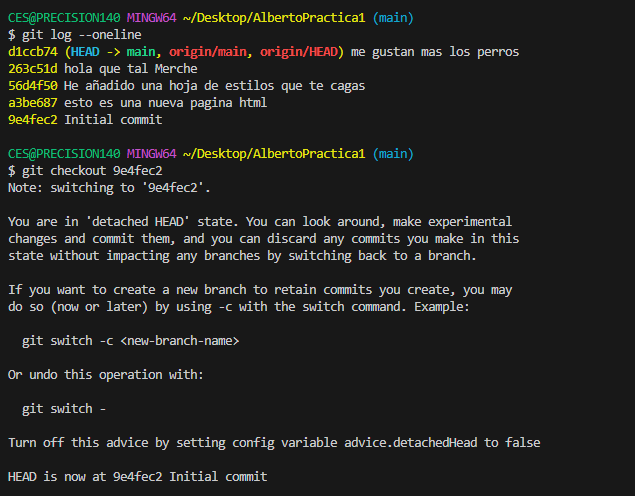 CES@PRECISION140 MINGW64 ~/Desktop/AlbertoPractica1 (main)
$ git log --oneline
d1ccb74 (HEAD -> main, origin/main, origin/HEAD) me gustan mas los perros
263c51d hola que tal Merche
56d4f50 He añadido una hoja de estilos que te cagas
a3be687 esto es una nueva pagina html
9e4fec2 Initial commit

CES@PRECISION140 MINGW64 ~/Desktop/AlbertoPractica1 (main)
$ git checkout 9e4fec2
Note: switching to '9e4fec2'.

You are in 'detached HEAD' state. You can look around, make experimental
changes and commit them, and you can discard any commits you make in this
state without impacting any branches by switching back to a branch.

If you want to create a new branch to retain commits you create, you may
do so (now or later) by using -c with the switch command. Example:

  git switch -c <new-branch-name>

Or undo this operation with:

  git switch -

Turn off this advice by setting config variable advice.detachedHead to false

HEAD is now at 9e4fec2 Initial commit